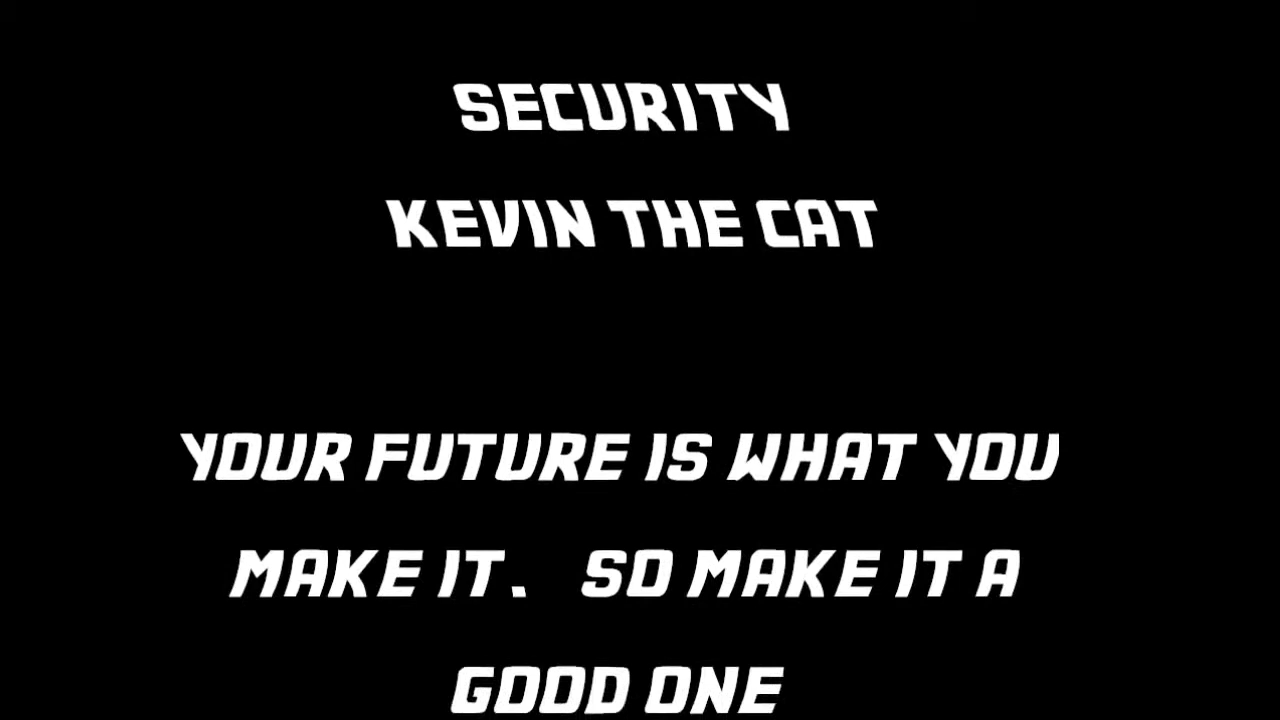 SECURITY
KEVIN THE CAT
YOUR FUTURE IS WHAT YOU
MAKE IT. SO MAKE IT A
GOOD ONE